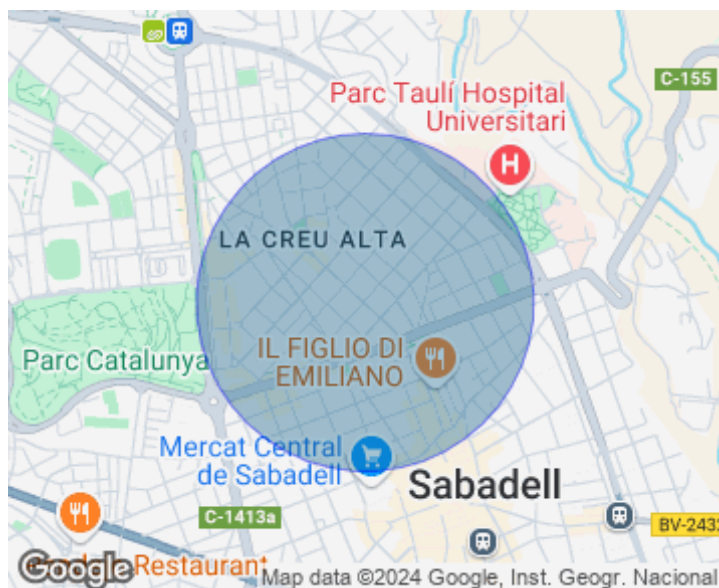 C-155
Parc Taulí Hospital
Universitari
H
LA CREU ALTA
IL FIGLIO DI
EMILIANO
Parc Catalunya
Mercat Central
de Sabadell
Sabadell
C-1413a
BV-2432
Google
Restaurant
Map data ©2024 Google, Inst. Geogr. Nacional